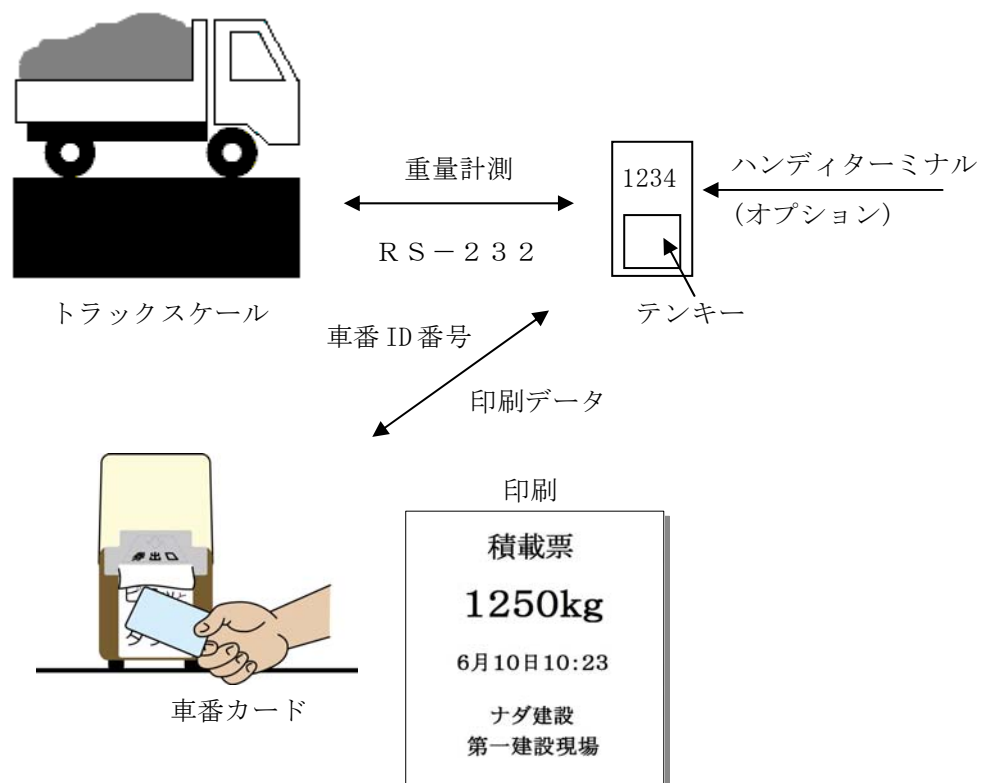 重量計測
1234
ハンディターミナル
(オプション)
RS-232
トラックスケール
テンキー
車番ID番号
印刷データ
印刷
積載票
1250kg
6月10日10:23
ナダ建設
第一建設現場
車番カード